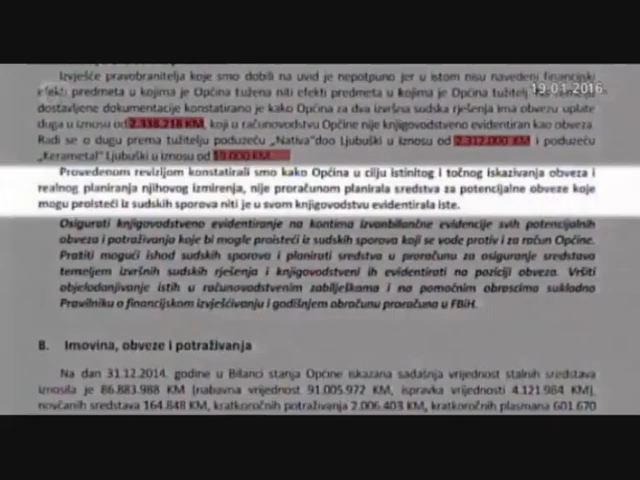 Izvješće pravobranitelja koje smo dobili na uvid je nepotpuno jer u istom nisu navedeni financijski
efekti predmeta u kojima je Općina tužena niti efekti predmeta u kojima je Općina tužitelj
19.01.2016
dostavljene dokumentacije konstatirano je kako Općina za dva izvršna sudska rješenja ima obvezu uplate
duga u iznosu od 2.338.218 KM, koji u računovodstvu Općine nije knjigovodstveno evidentiran kao obveza.
Radi se o dugu prema tužitelju poduzeću „Nativa“doo Ljubuški u iznosu od KM i poduzeću
„Kerametal“ Ljubuški u iznosu od KM.
Provedenom revizijom konstatirali smo kako Općina u cilju istinitog i točnog iskazivanja obveza i
realnog planiranja njihovog izmirenja, nije proračunom planirala sredstva za potencijalne obveze koje
mogu proisteći iz sudskih sporova niti je u svom knjigovodstvu evidentirala iste.
Osigurati knjigovodstveno evidentiranje na kontima izvanbilančne evidencije svih potencijalnih
obveza i potraživanja koje bi mogle proisteći iz sudskih sporova koji se vode protiv i za račun Općine.
Pratiti mogući ishod sudskih sporova i planirati sredstva u proračunu za osiguranje sredstava
temeljem izvršnih sudskih rješenja i knjigovodstveni ih evidentirati na poziciji obveza. Vršiti
objelodanjivanje istih u računovodstvenim zabilješkama i na pomoćnim obrascima sukladno
Pravilniku o financijskom izvješćivanju i godišnjem obračunu proračuna u FBiH.
8. Imovina, obveze i potraživanja
Na dan 31.12.2014. godine u Bilanci stanja Općine iskazana sadašnja vrijednost stalnih sredstava
iznosila je 86.883.988 KM (nabavna vrijednost 91.005.972 KM, ispravka vrijednosti 4.121.984 KM),
novčanih sredstava 164.848 KM, kratkoročnih potraživanja 2.006.403 KM, kratkoročnih plasmana 601.670